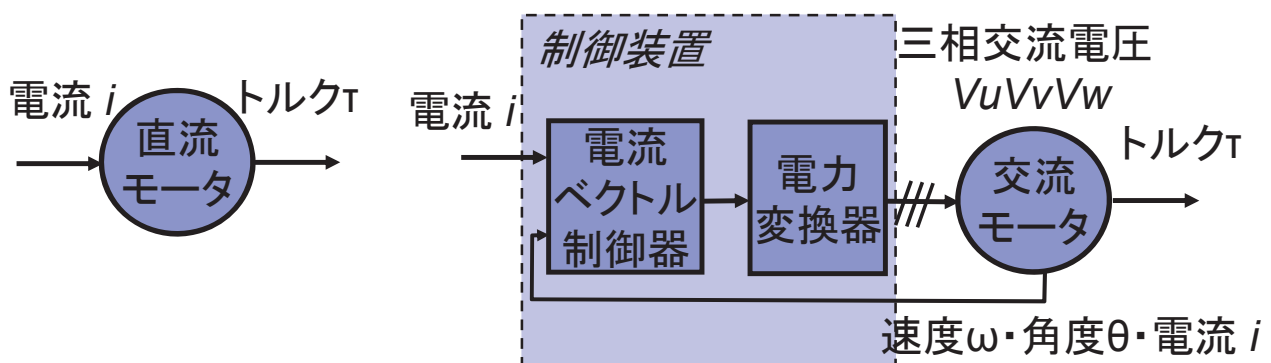 電流 i
トルクτ
直流
モータ
制御装置
電流 i
電流
ベクトル
制御器
電力
変換器
三相交流電圧
VuVvVw
交流
モータ
トルクτ
速度ω・角度θ・電流 i